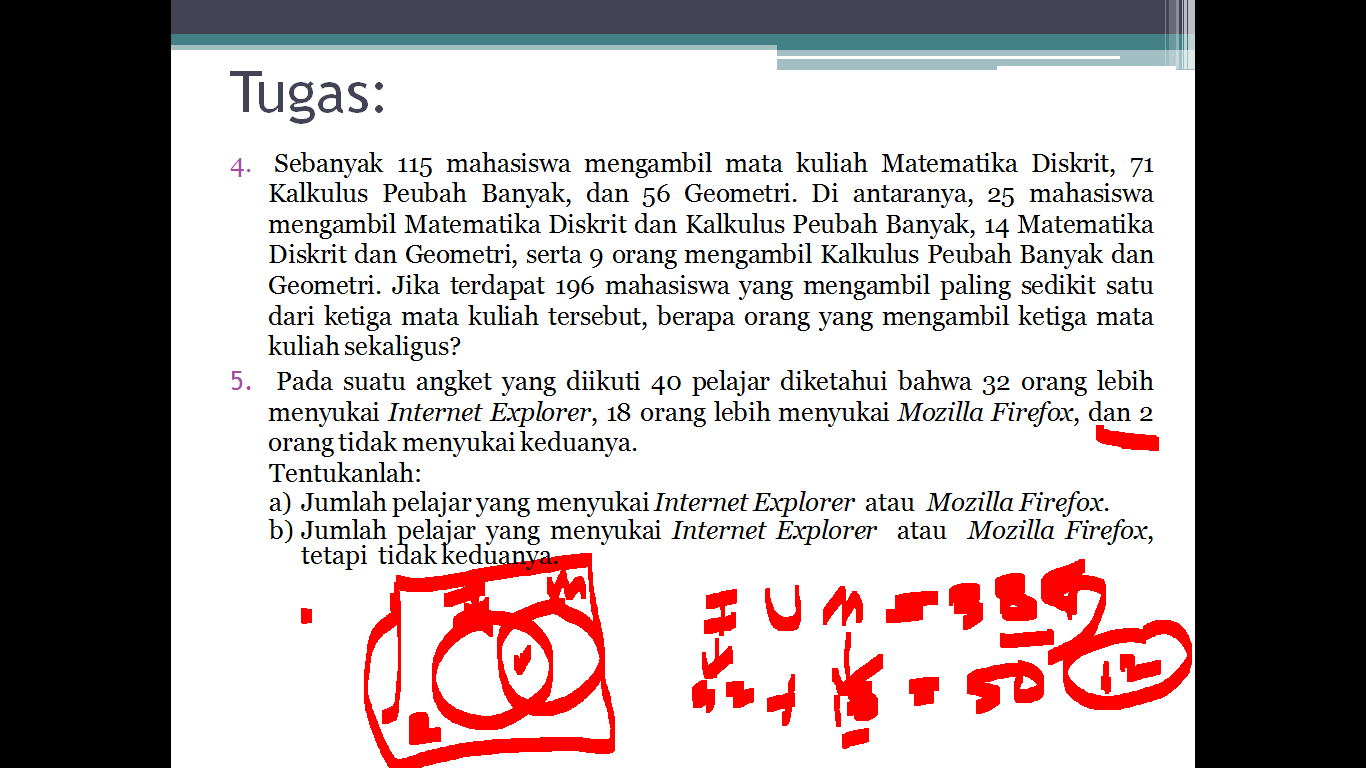 Tugas:
4. Sebanyak 115 mahasiswa mengambil mata kuliah Matematika Diskrit, 71
Kalkulus Peubah Banyak, dan 56 Geometri. Di antaranya, 25 mahasiswa
mengambil Matematika Diskrit dan Kalkulus Peubah Banyak, 14 Matematika
Diskrit dan Geometri, serta 9 orang mengambil Kalkulus Peubah Banyak dan
Geometri. Jika terdapat 196 mahasiswa yang mengambil paling sedikit satu
dari ketiga mata kuliah tersebut, berapa orang yang mengambil ketiga mata
kuliah sekaligus?
5. Pada suatu angket yang diikuti 40 pelajar diketahui bahwa 32 orang lebih
menyukai Internet Explorer, 18 orang lebih menyukai Mozilla Firefox, dan 2
orang tidak menyukai keduanya.
Tentukanlah:
a) Jumlah pelajar yang menyukai Internet Explorer atau Mozilla Firefox.
b) Jumlah pelajar yang menyukai Internet Explorer atau Mozilla Firefox,
tetapi tidak keduanya.
M
U M = 38
= 50 12
2